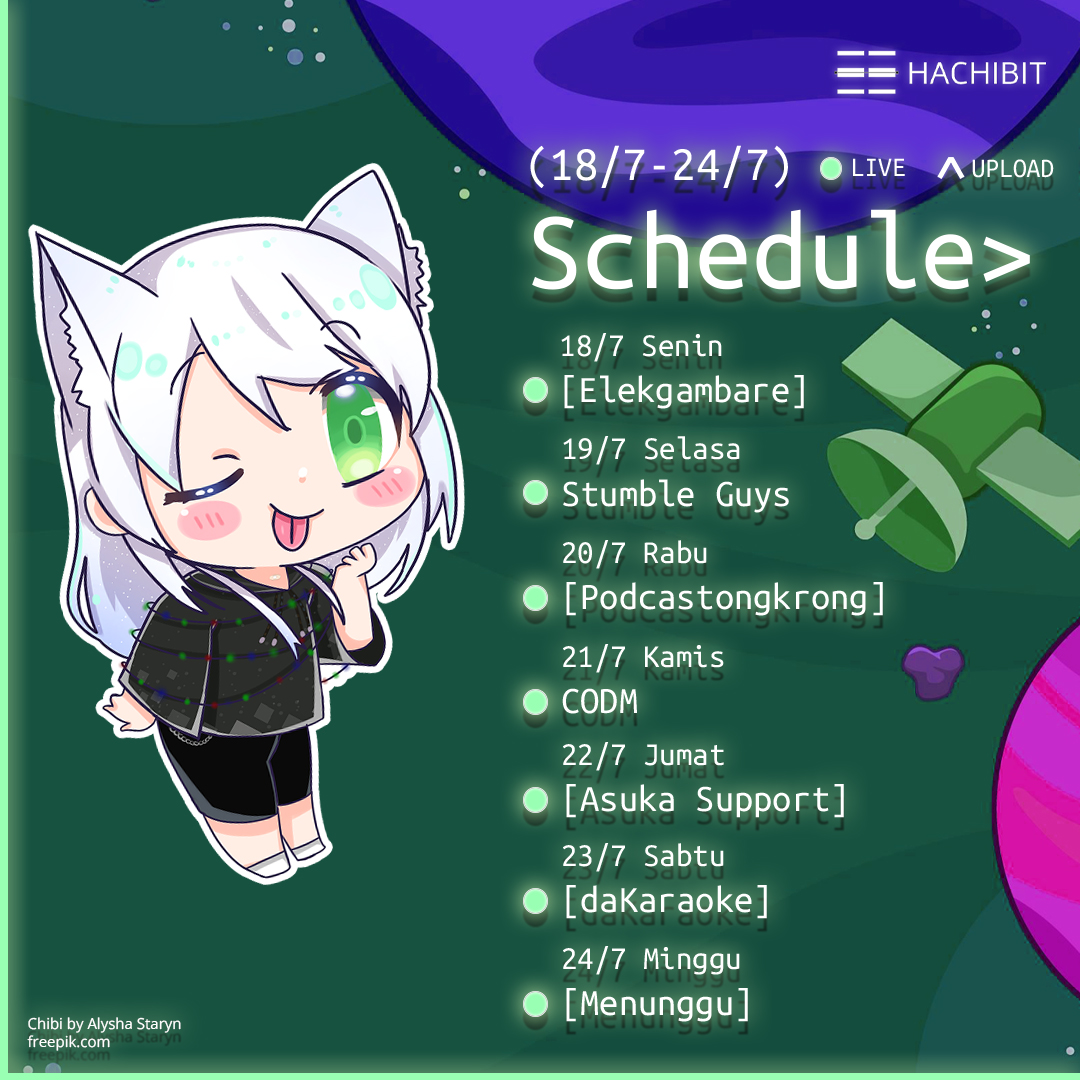 HACHIBIT
(18/7-24/7) LIVE UPLOAD
Schedule>
18/7 Senin
[Elekgambare]
19/7 Selasa
Stumble Guys
20/7 Rabu
[Podcastongkrong]
21/7 Kamis
CODM
22/7 Jumat
[Asuka Support]
23/7 Sabtu
[daKaraoke]
24/7 Minggu
[Menunggu]
Chibi by Alysha Staryn
freepik.com